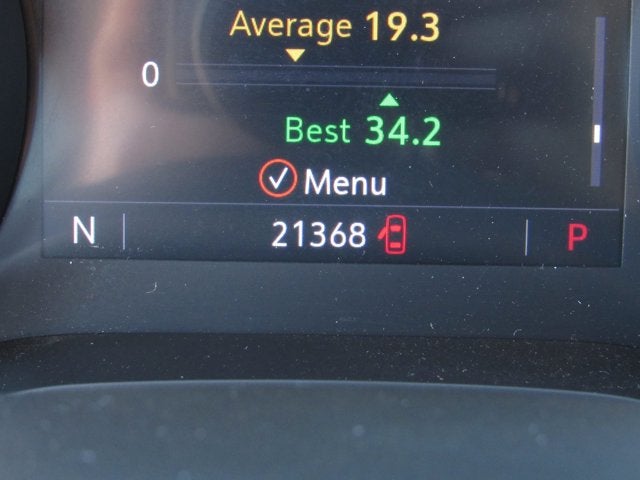 Average 19.3
0
Best 34.2
Menu
N 21368 P